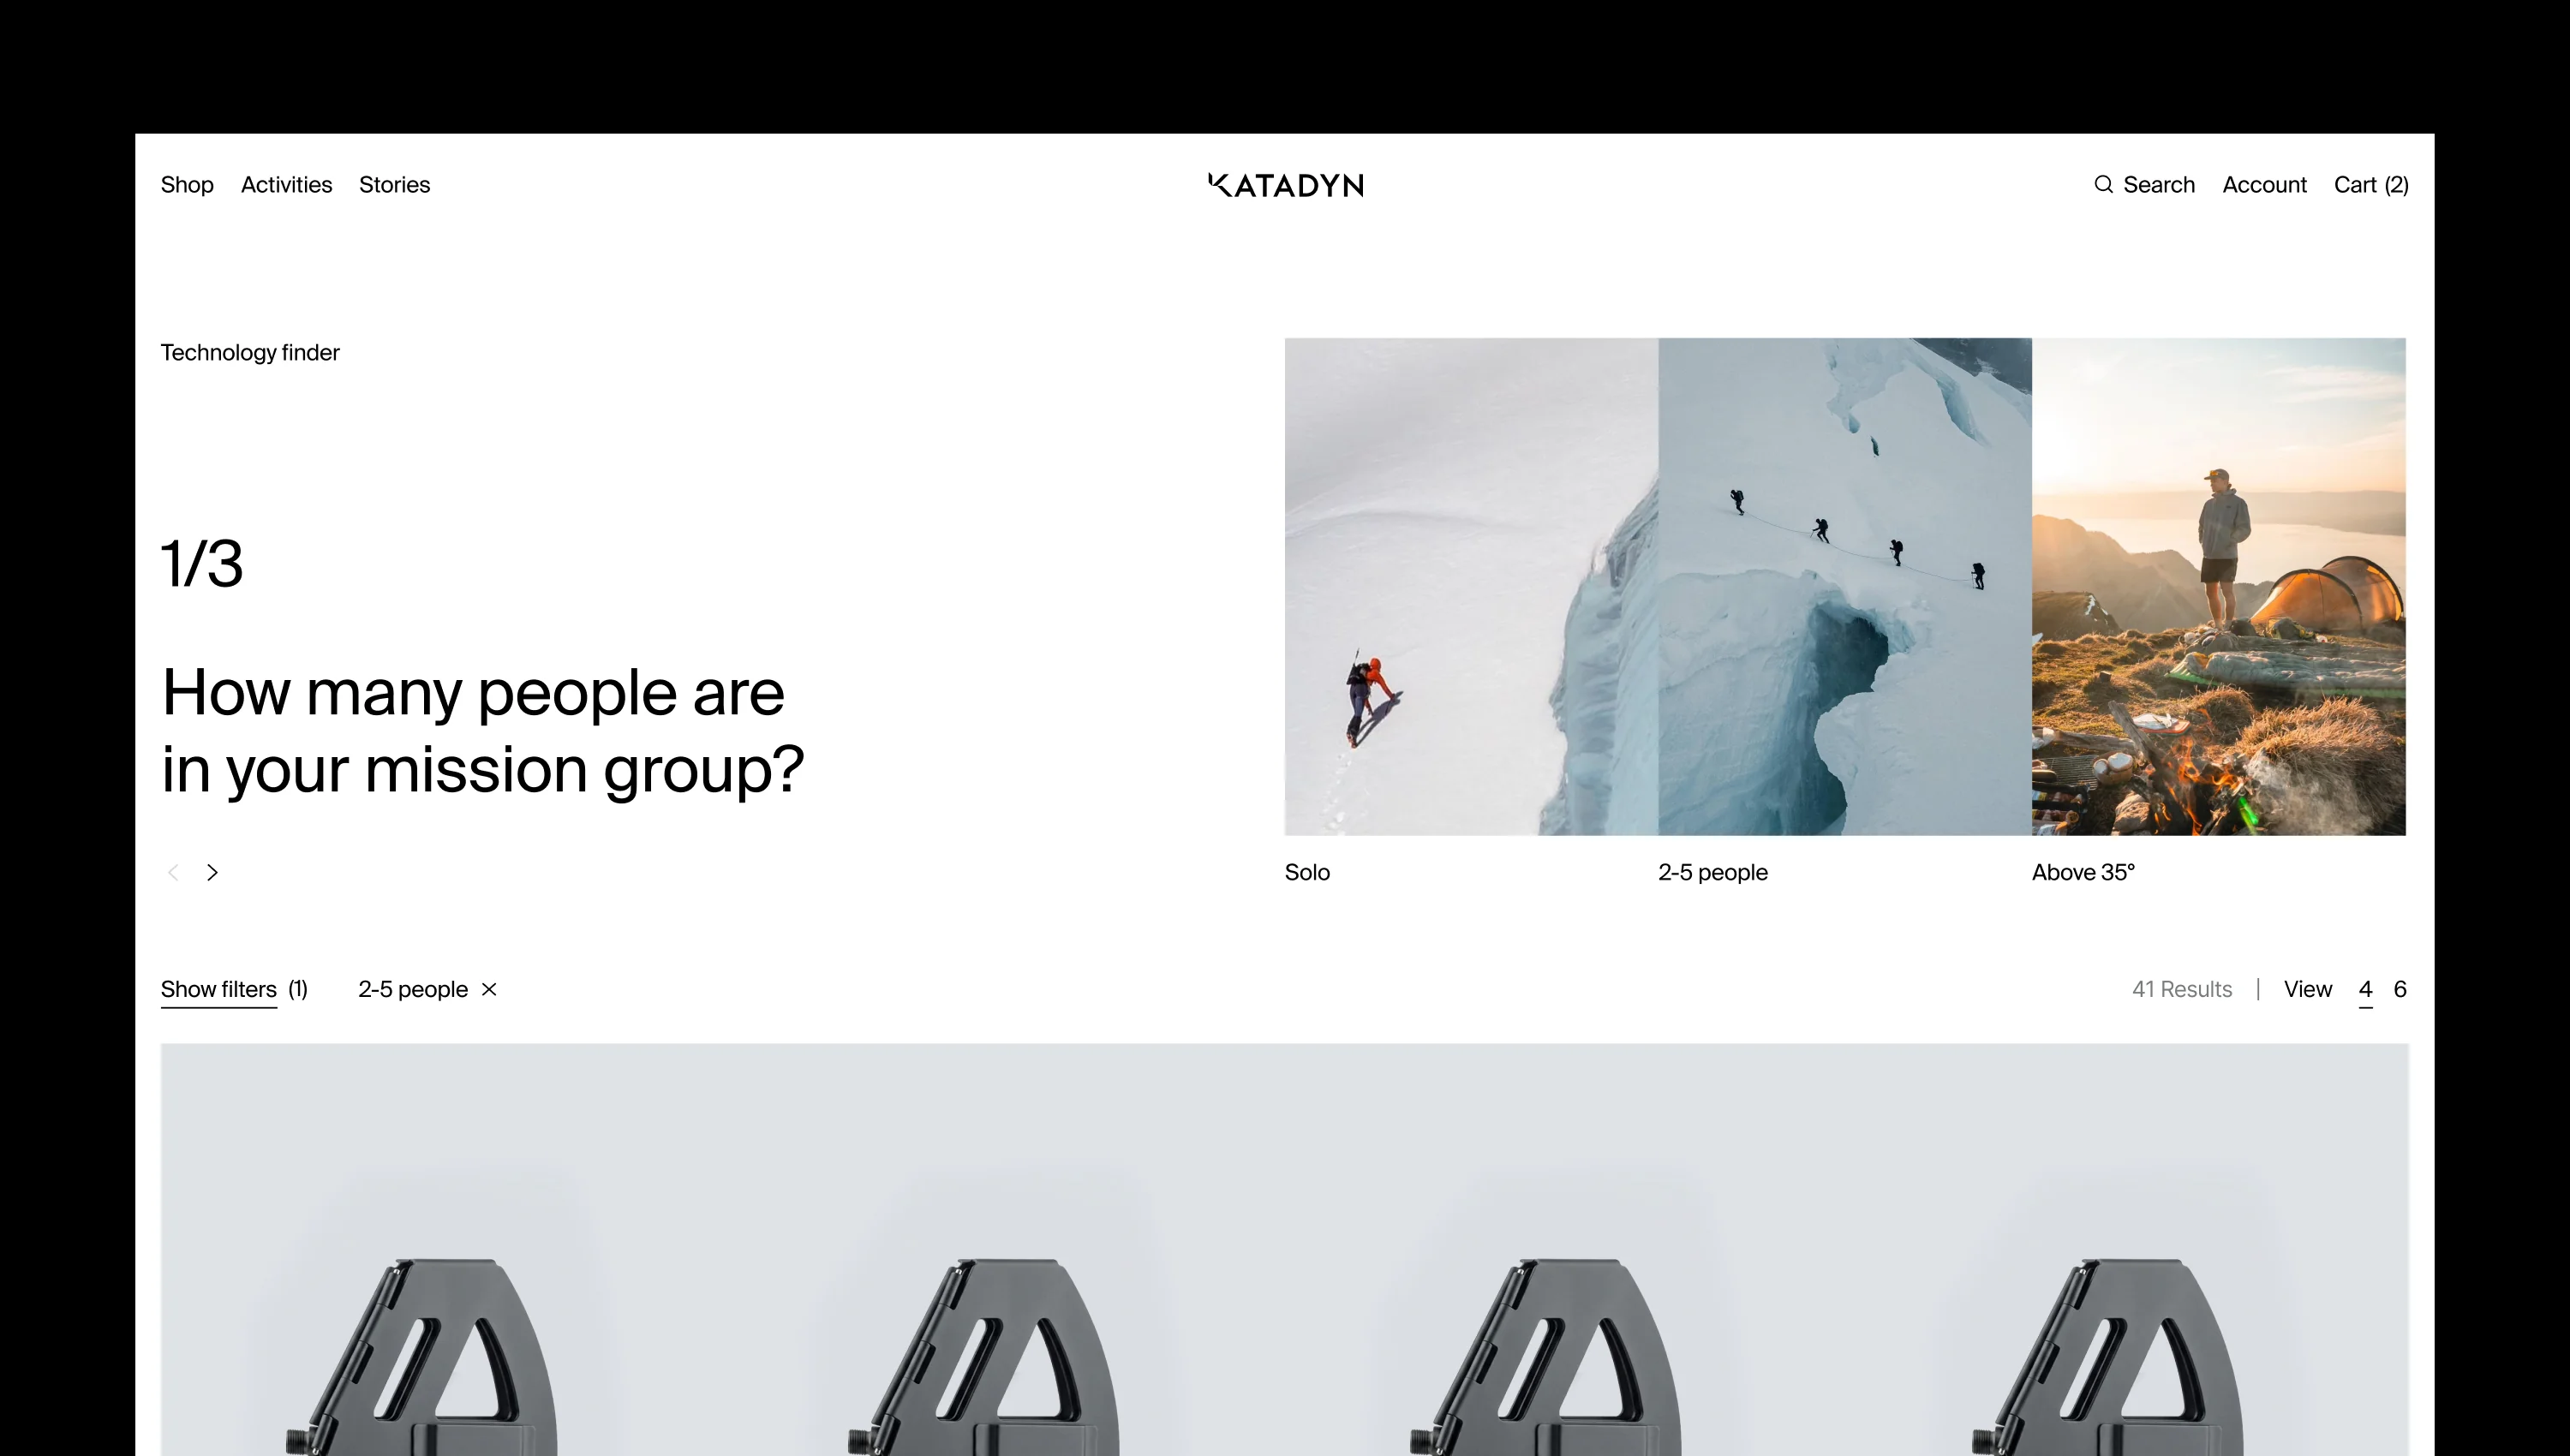 Shop Activities Stories
KATADYN
Search Account Cart (2)
Technology finder
1/3
How many people are
in your mission group?
Solo
2-5 people
Above 35°
Show filters (1) 2-5 people
41 Results | View 4 6